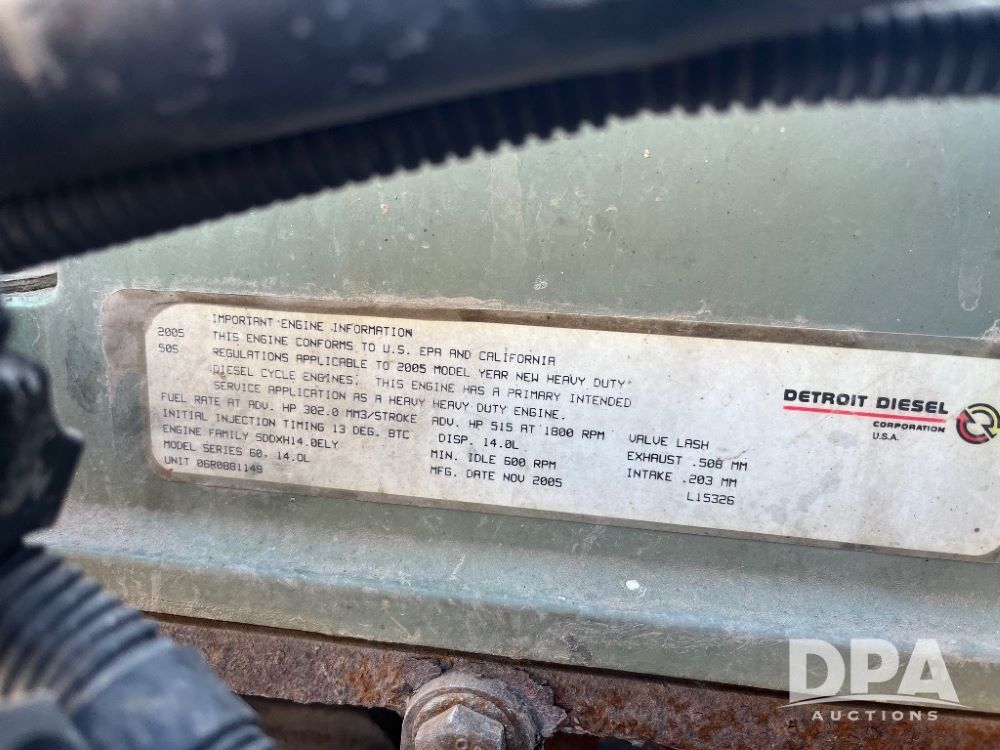 IMPORTANT ENGINE INFORMATION
2005 THIS ENGINE CONFORMS TO U.S. EPA AND CALIFORNIA
505 REGULATIONS APPLICABLE TO 2005 MODEL YEAR NEW HEAVY DUTY
DIESEL CYCLE ENGINES. THIS ENGINE HAS A PRIMARY INTENDED
SERVICE APPLICATION AS A HEAVY HEAVY DUTY ENGINE.
FUEL RATE AT ADV. HP 302.0 MM3/STROKE ADV. HP 515 AT 1800 RPM VALVE LASH
INITIAL INJECTION TIMING 13 DEG. BTC DISP. 14.0L EXHAUST .508 MM
ENGINE FAMILY 5DDXH14.0ELY MIN. IDLE 600 RPM INTAKE .203 MM
MODEL SERIES 60. 14.0L MFG. DATE NOV 2005 L15326
UNIT 06R0881149
DETROIT DIESEL
CORPORATION
U.S.A.
DPA
AUCTIONS